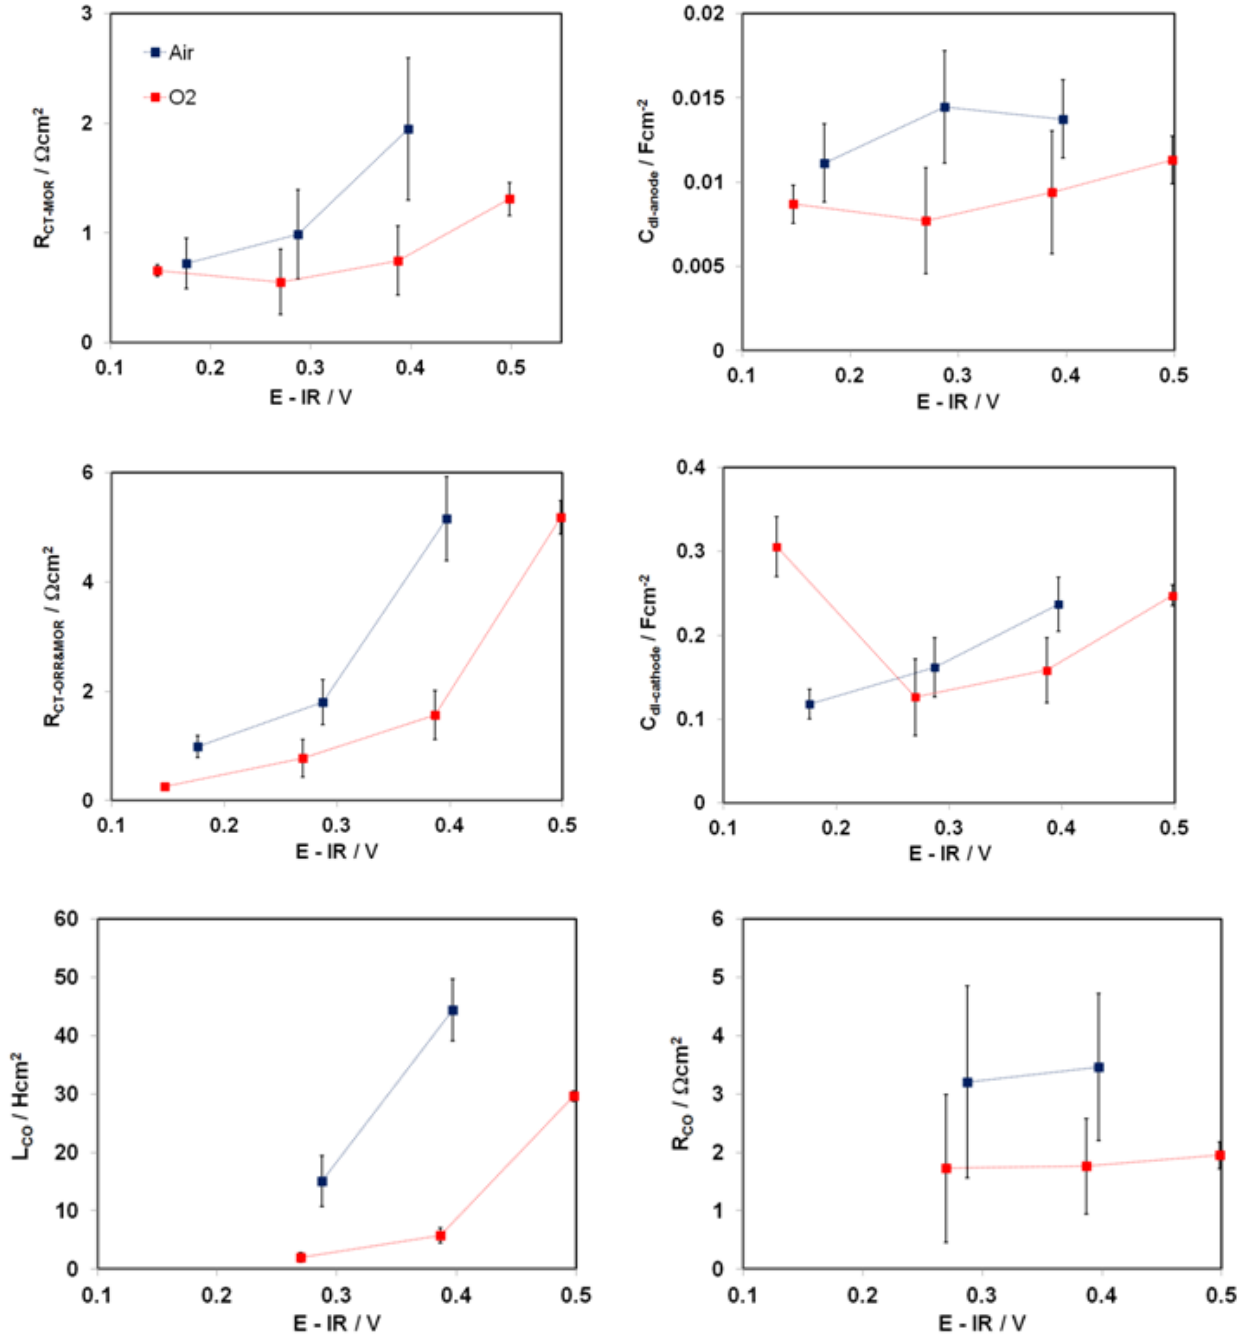 3
2
1
0
R_CT-MOR / Ωcm²
Air
O2
0.1 0.2 0.3 0.4 0.5
E - IR / V
0.02
0.015
0.01
0.005
0
C_dl-anode / Fcm⁻²
0.1 0.2 0.3 0.4 0.5
E - IR / V
6
4
2
0
R_CT-ORR&MOR / Ωcm²
0.1 0.2 0.3 0.4 0.5
E - IR / V
0.4
0.3
0.2
0.1
0
C_dl-cathode / Fcm⁻²
0.1 0.2 0.3 0.4 0.5
E - IR / V
60
50
40
30
20
10
0
L_CO / Hcm²
0.1 0.2 0.3 0.4 0.5
E - IR / V
6
5
4
3
2
1
0
R_CO / Ωcm²
0.1 0.2 0.3 0.4 0.5
E - IR / V